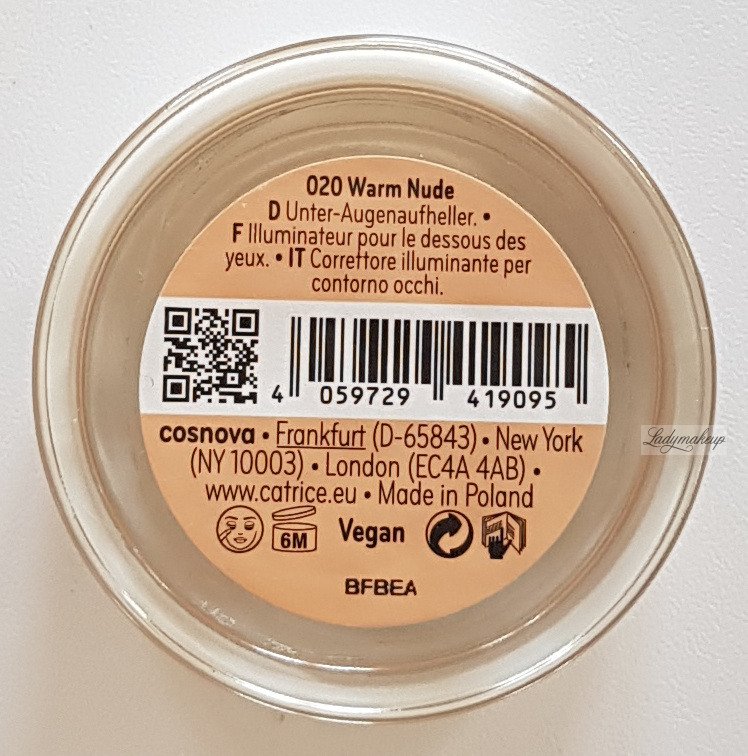 020 Warm Nude
D Unter-Augenaufheller. •
F Illuminateur pour le dessous des
yeux. • IT Correttore illuminante per
contorno occhi.
4 059729 419095
cosnova • Frankfurt (D-65843) • New York
(NY 10003) • London (EC4A 4AB) •
www.catrice.eu • Made in Poland
6M Vegan
BFBEA
Ladymakeup